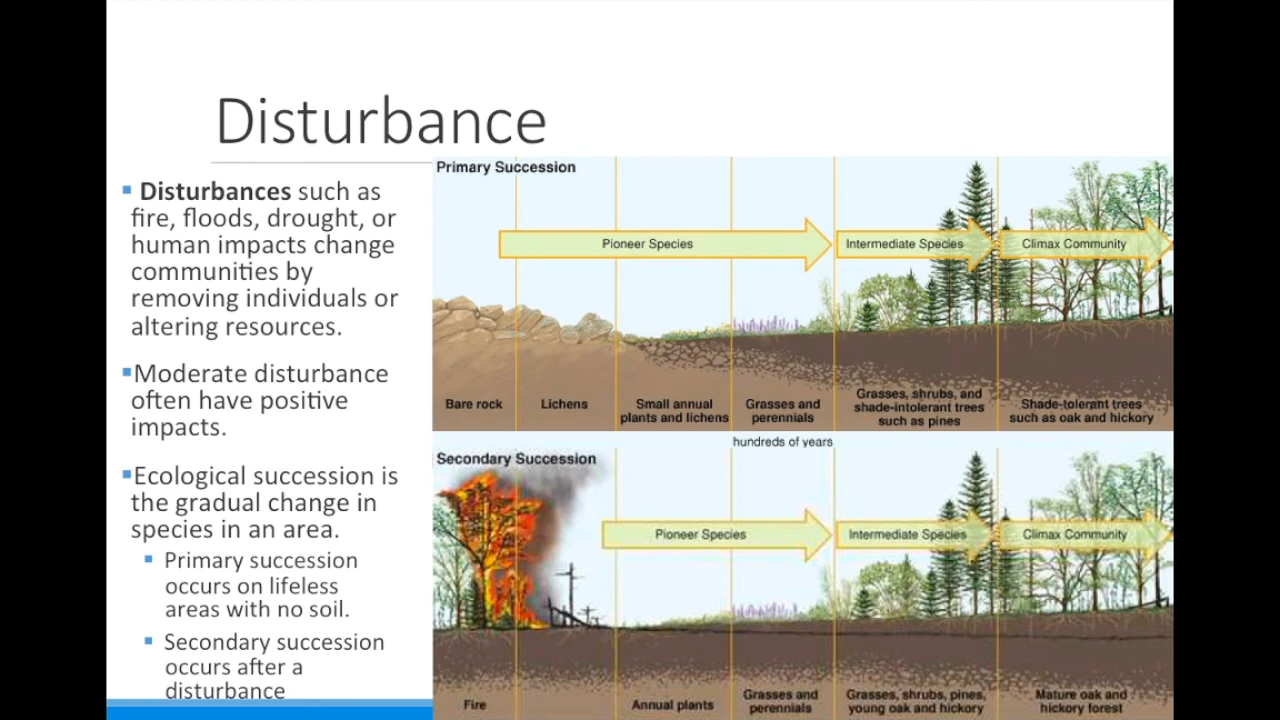 Disturbance
Disturbances such as
fire, floods, drought, or
human impacts change
communities by
removing individuals or
altering resources.
Moderate disturbance
often have positive
impacts.
Ecological succession is
the gradual change in
species in an area.
Primary succession
occurs on lifeless
areas with no soil.
Secondary succession
occurs after a
disturbance
Primary Succession
Pioneer Species
Intermediate Species
Climax Community
Bare rock
Lichens
Small annual
plants and lichens
Grasses and
perennials
Grasses, shrubs, and
shade-intolerant trees
such as pines
Shade-tolerant trees
such as oak and hickory
hundreds of years
Secondary Succession
Pioneer Species
Intermediate Species
Climax Community
Fire
Annual plants
Grasses and
perennials
Grasses, shrubs, pines,
young oak and hickory
Mature oak and
hickory forest